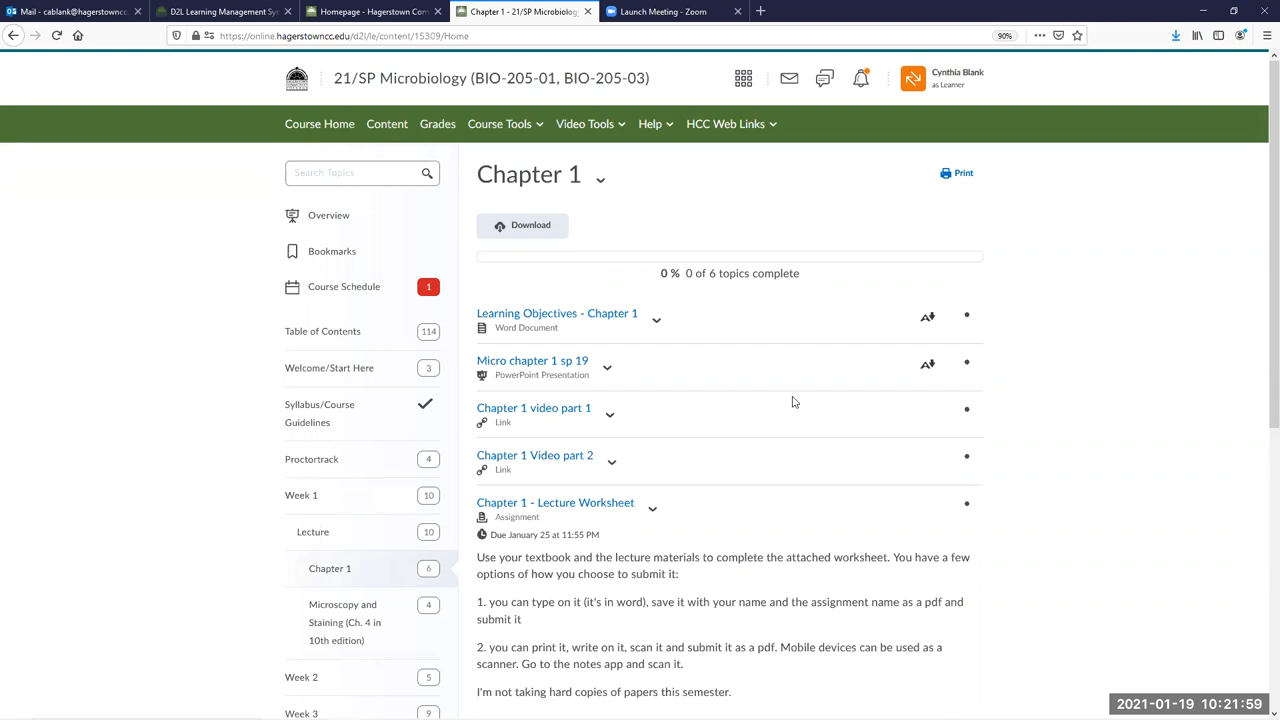 Mail - cablank@hagerstowncc
D2L Learning Management Sys
Homepage - Hagerstown Com
Chapter 1 - 21/SP Microbiology
Launch Meeting - Zoom
https://online.hagerstowncc.edu/d2l/le/content/15309/Home
90%
21/SP Microbiology (BIO-205-01, BIO-205-03)
Cynthia Blank
as Learner
Course Home
Content
Grades
Course Tools
Video Tools
Help
HCC Web Links
Search Topics
Overview
Bookmarks
Course Schedule
1
Table of Contents
114
Welcome/Start Here
3
Syllabus/Course
Guidelines
Proctortrack
4
Week 1
10
Lecture
10
Chapter 1
6
Microscopy and
Staining (Ch. 4 in
10th edition)
4
Week 2
5
Week 3
9
Chapter 1
Print
Download
0 % 0 of 6 topics complete
Learning Objectives - Chapter 1
Word Document
Micro chapter 1 sp 19
PowerPoint Presentation
Chapter 1 video part 1
Link
Chapter 1 Video part 2
Link
Chapter 1 - Lecture Worksheet
Assignment
Due January 25 at 11:55 PM
Use your textbook and the lecture materials to complete the attached worksheet. You have a few
options of how you choose to submit it:
1. you can type on it (it's in word), save it with your name and the assignment name as a pdf and
submit it
2. you can print it, write on it, scan it and submit it as a pdf. Mobile devices can be used as a
scanner. Go to the notes app and scan it.
I'm not taking hard copies of papers this semester.
2021-01-19 10:21:59